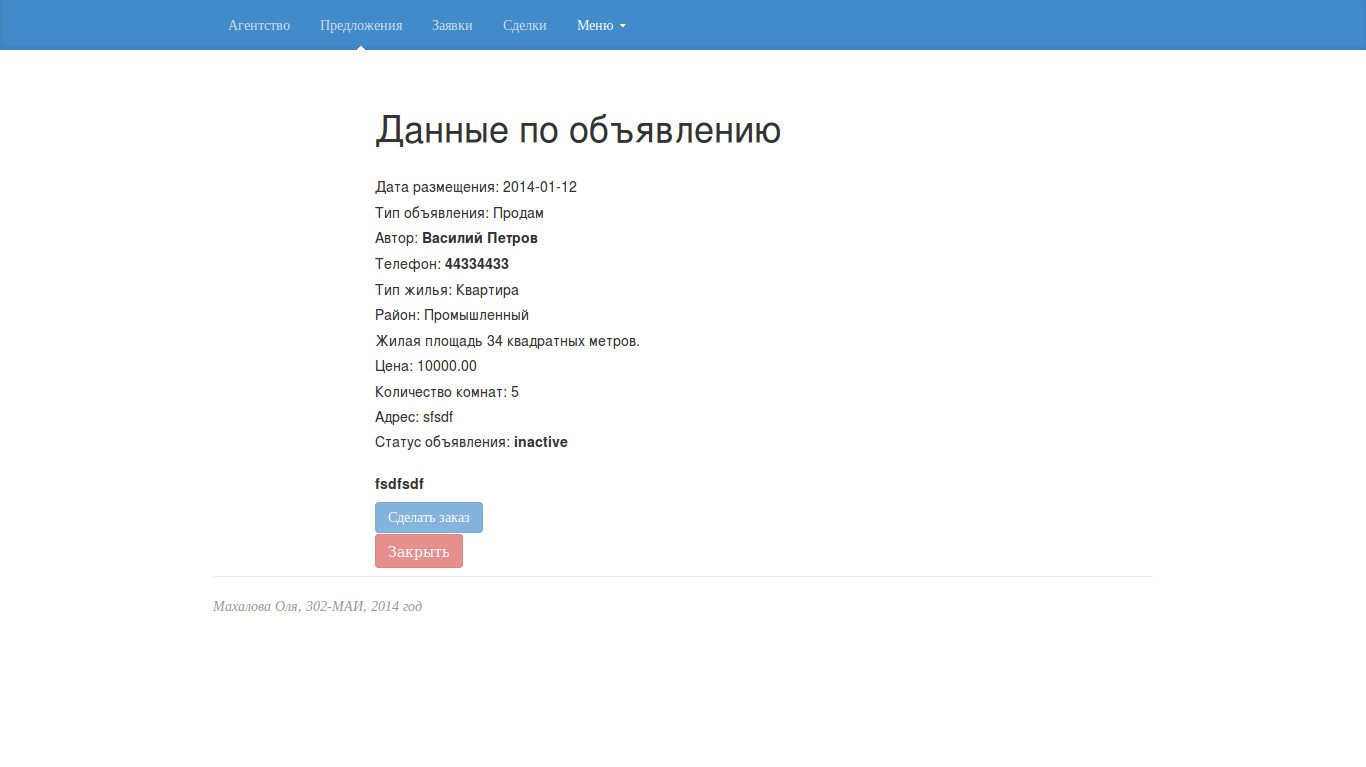 Агентство Предложения Заявки Сделки Меню
Данные по объявлению
Дата размещения: 2014-01-12
Тип объявления: Продам
Автор: Василий Петров
Телефон: 44334433
Тип жилья: Квартира
Район: Промышленный
Жилая площадь 34 квадратных метров.
Цена: 10000.00
Количество комнат: 5
Адрес: sfsdf
Статус объявления: inactive
fsdfsdf
Сделать заказ
Закрыть
Махалова Оля, 302-МАИ, 2014 год